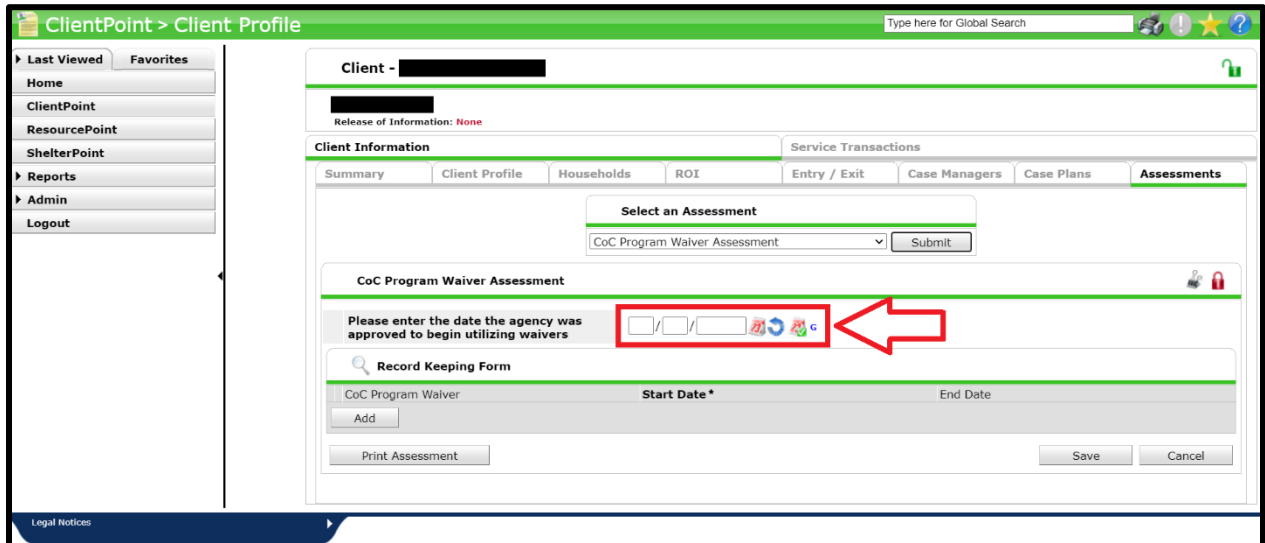 ClientPoint > Client Profile
Type here for Global Search
Last Viewed Favorites
Home
ClientPoint
ResourcePoint
ShelterPoint
Reports
Admin
Logout
Client -
Release of Information: None
Client Information Service Transactions
Summary Client Profile Households ROI Entry / Exit Case Managers Case Plans Assessments
Select an Assessment
CoC Program Waiver Assessment Submit
CoC Program Waiver Assessment
Please enter the date the agency was
approved to begin utilizing waivers
/ / G
Record Keeping Form
CoC Program Waiver Start Date* End Date
Add
Print Assessment Save Cancel
Legal Notices